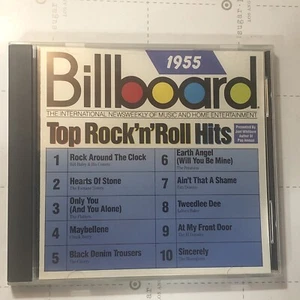 1955
Billboard
THE INTERNATIONAL NEWSWEEKLY OF MUSIC AND HOME ENTERTAINMENT
Top Rock'n'Roll Hits
1 Rock Around The Clock
2 Hearts Of Stone
3 Only You
(And You Alone)
4 Maybellene
5 Black Denim Trousers
6 Earth Angel
(Will You Be Mine)
7 Ain't That A Shame
8 Tweedlee Dee
9 At My Front Door
10 Sincerely